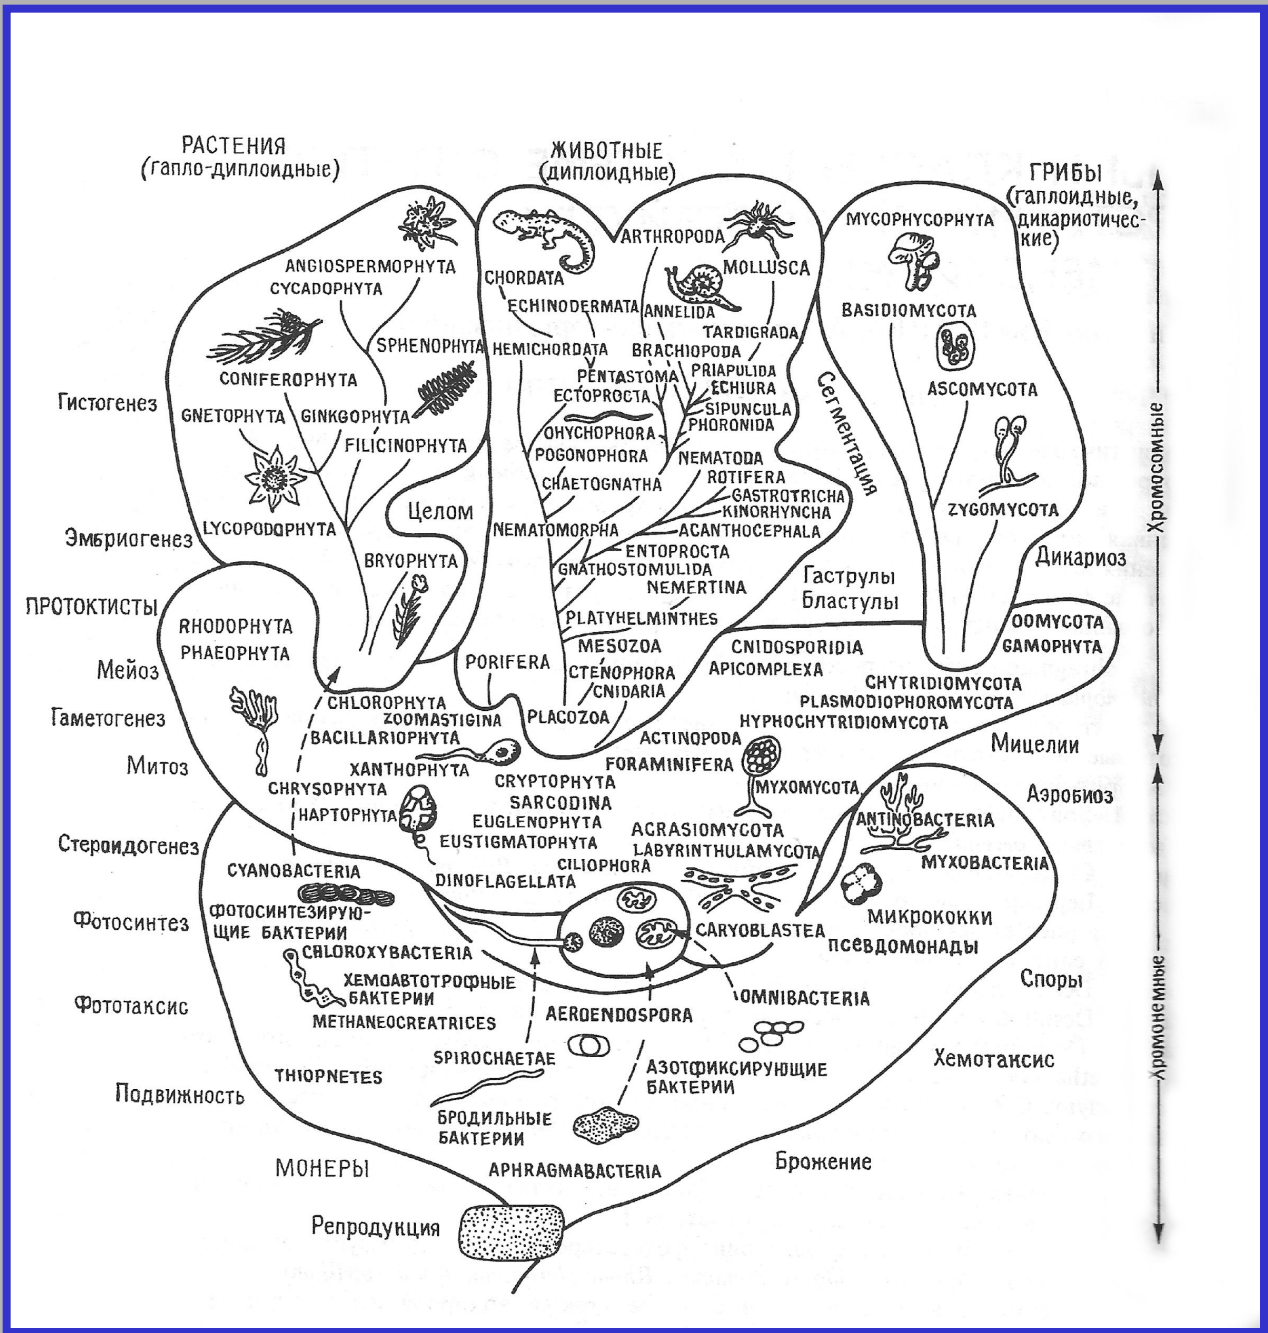 РАСТЕНИЯ
(гапло-диплоидные)
ЖИВОТНЫЕ
(диплоидные)
ГРИБЫ
(гаплоидные,
дикариотичес-
кие)
MYCOPHYCOPHYTA
ARTHROPODA
ANGIOSPERMOPHYTA
MOLLUSCA
CHORDATA
CYCADOPHYTA
ECHINODERMATA
ANNELIDA
BASIDIOMYCOTA
TARDIGRADA
SPHENOPHYTA
HEMICHORDATA
BRACHIOPODA
CONIFEROPHYTA
PENTASTOMA
PRIAPULIDA
ECHIURA
ASCOMYCOTA
ECTOPROCTA
Гистогенез
GNETOPHYTA
GINKGOPHYTA
SIPUNCULA
PHORONIDA
Сегментация
FILICINOPHYTA
OHYCHOPHORA
POGONOPHORA
NEMATODA
ROTIFERA
CHAETOGNATHA
GASTROTRICHA
KINORHYNCHA
Целом
ZYGOMYCOTA
LYCOPODOPHYTA
NEMATOMORPHA
ACANTHOCEPHALA
Эмбриогенез
ENTOPROCTA
BRYOPHYTA
GNATHOSTOMULIDA
Дикариоз
NEMERTINA
Гаструлы
Бластулы
ПРОТОКТИСТЫ
RHODOPHYTA
PLATYHELMINTHES
OOMYCOTA
PHAEOPHYTA
MESOZOA
CNIDOSPORIDIA
GAMOPHYTA
Мейоз
PORIFERA
CTENOPHORA
APICOMPLEXA
CNIDARIA
CHYTRIDIOMYCOTA
CHLOROPHYTA
PLASMODIOPHOROMYCOTA
Гаметогенез
ZOOMASTIGINA
PLACOZOA
HYPHOCHYTRIDIOMYCOTA
BACILLARIOPHYTA
ACTINOPODA
Мицелии
Митоз
XANTHOPHYTA
FORAMINIFERA
CHRYSOPHYTA
CRYPTOPHYTA
MYXOMYCOTA
Аэробиоз
SARCODINA
HAPTOPHYTA
EUGLENOPHYTA
ACRASIOMYCOTA
ANTINOBACTERIA
Стероидогенез
EUSTIGMATOPHYTA
LABYRINTHULAMYCOTA
CILIOPHORA
MYXOBACTERIA
CYANOBACTERIA
DINOFLAGELLATA
Фотосинтез
ФОТОСИНТЕЗИРУЮ-
ЩИЕ БАКТЕРИИ
CARYOBLASTEA
МИКРОКОККИ
ПСЕВДОМОНАДЫ
CHLOROXYBACTERIA
ХЕМОАВТОТРОФНЫЕ
БАКТЕРИИ
Споры
Фототаксис
METHANEOCREATRICES
AEROENDOSPORA
OMNIBACTERIA
SPIROCHAETAE
АЗОТФИКСИРУЮЩИЕ
БАКТЕРИИ
Хемотаксис
THIOPNETES
Подвижность
БРОДИЛЬНЫЕ
БАКТЕРИИ
МОНЕРЫ
APHRAGMABACTERIA
Брожение
Репродукция
Хромосомные
Хромонемные